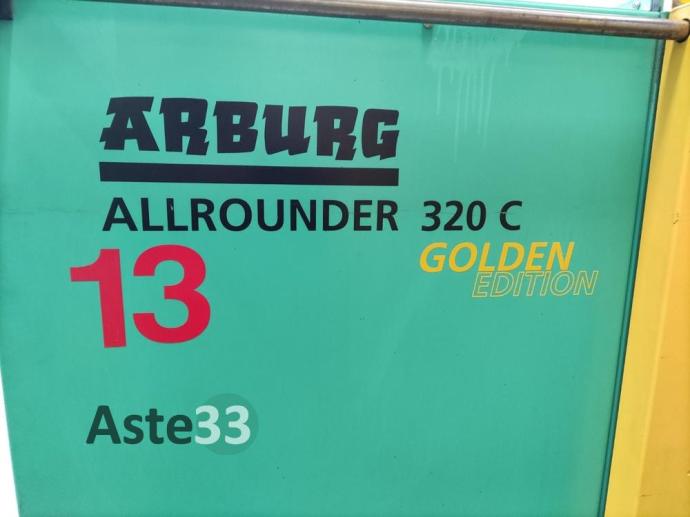 ARBURG
ALLROUNDER 320 C
GOLDEN
EDITION
13
Aste33